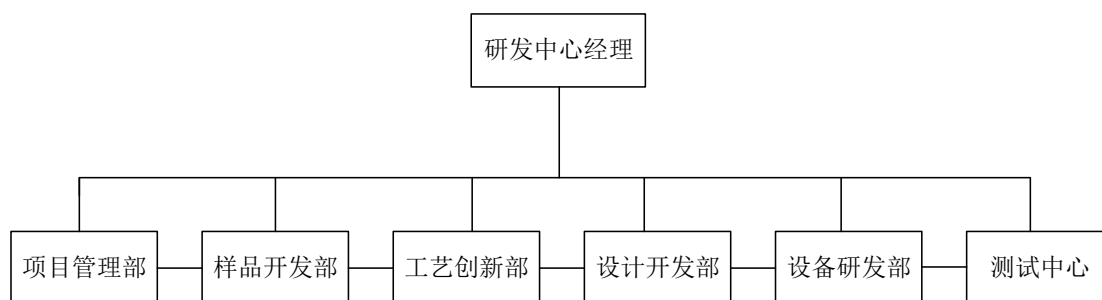 研发中心经理
项目管理部
样品开发部
工艺创新部
设计开发部
设备研发部
测试中心